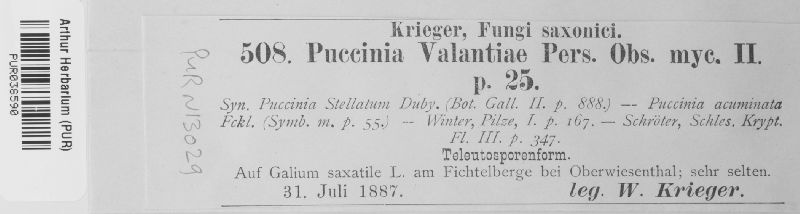 Arthur Herbarium (PUR)
PUR036590
PUR N13029
Krieger, Fungi saxonici.
508. Puccinia Valantiae Pers. Obs. myc. II.
p. 25.
Syn. Puccinia Stellatum Duby. (Bot. Gall. II. p. 888.) — Puccinia acuminata
Fckl. (Symb. m. p. 55.) — Winter, Pilze, I. p. 167. — Schröter, Schles. Krypt.
Fl. III. p. 347.
Teleutosporenform.
Auf Galium saxatile L. am Fichtelberge bei Oberwiesenthal; sehr selten.
31. Juli 1887. leg. W. Krieger.